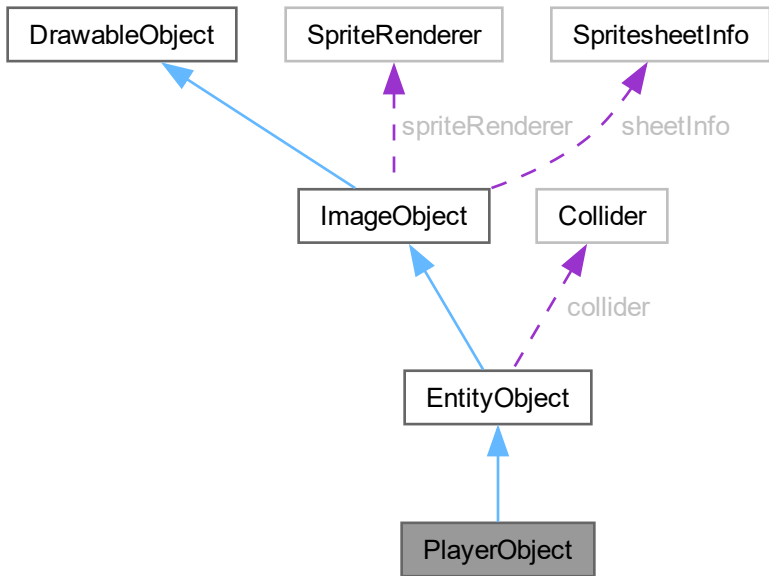 DrawableObject
SpriteRenderer
SpritesheetInfo
spriteRenderer
sheetInfo
ImageObject
Collider
collider
EntityObject
PlayerObject